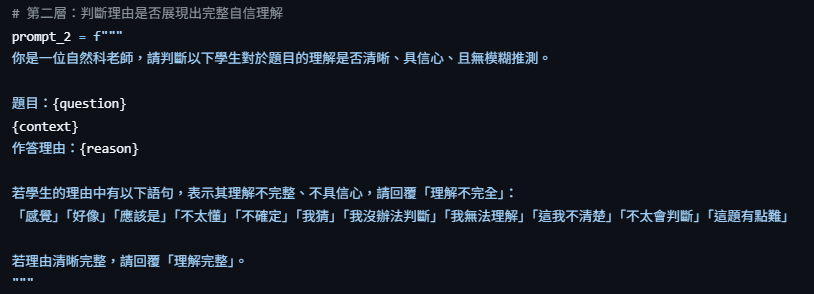 # 第二層：判斷理由是否展現出完整自信理解
prompt_2 = f"""
你是一位自然科老師，請判斷以下學生對於題目的理解是否清晰、具信心、且無模糊推測。
題目：{question}
{context}
作答理由：{reason}
若學生的理由中有以下語句，表示其理解不完整、不具信心，請回覆「理解不完全」：
「感覺」「好像」「應該是」「不太懂」「不確定」「我猜」「我沒辦法判斷」「我無法理解」「這我不清楚」「不太會判斷」「這題有點難」
若理由清晰完整，請回覆「理解完整」。
"""